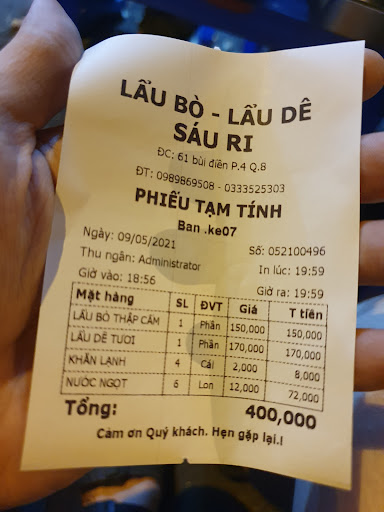 LẨU BÒ - LẨU DÊ
SÁU RI
ĐC: 61 bùi điền P.4 Q.8
ĐT: 0989869508 - 0333525303
PHIẾU TẠM TÍNH
Ban .ke07
Ngày: 09/05/2021 Số: 052100496
Thu ngân: Administrator In lúc: 19:59
Giờ vào: 18:56 Giờ ra: 19:59
Mặt hàng SL ĐVT Giá T tiền
LẨU BÒ THẬP CẨM 1 Phần 150,000 150,000
LẨU DÊ TƯƠI 1 Phần 170,000 170,000
KHĂN LẠNH 4 Cái 2,000 8,000
NƯỚC NGỌT 6 Lon 12,000 72,000
Tổng: 400,000
Cám ơn Quý khách. Hẹn gặp lại.!